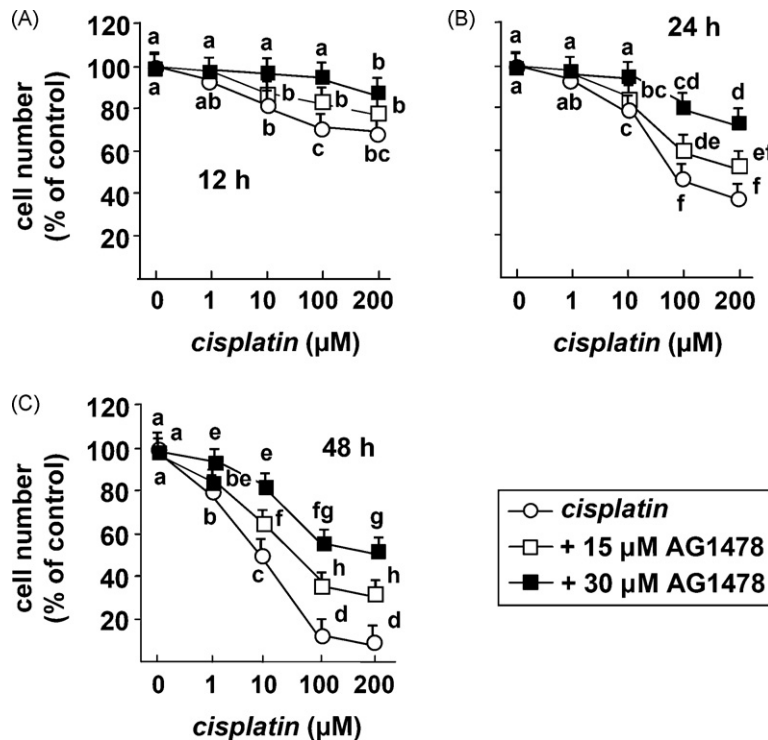 (A)
120
100
80
60
40
20
cell number
(% of control)
a a a a b
b b b
a ab b c bc
12 h
0 1 10 100 200
cisplatin (µM)
(B)
24 h
a a a cd d
bc de ef
a ab c f f
0 1 10 100 200
cisplatin (µM)
(C)
120
100
80
60
40
20
cell number
(% of control)
48 h
a a e e fg g
be f h h
a b c d d
0 1 10 100 200
cisplatin (µM)
cisplatin
+ 15 µM AG1478
+ 30 µM AG1478